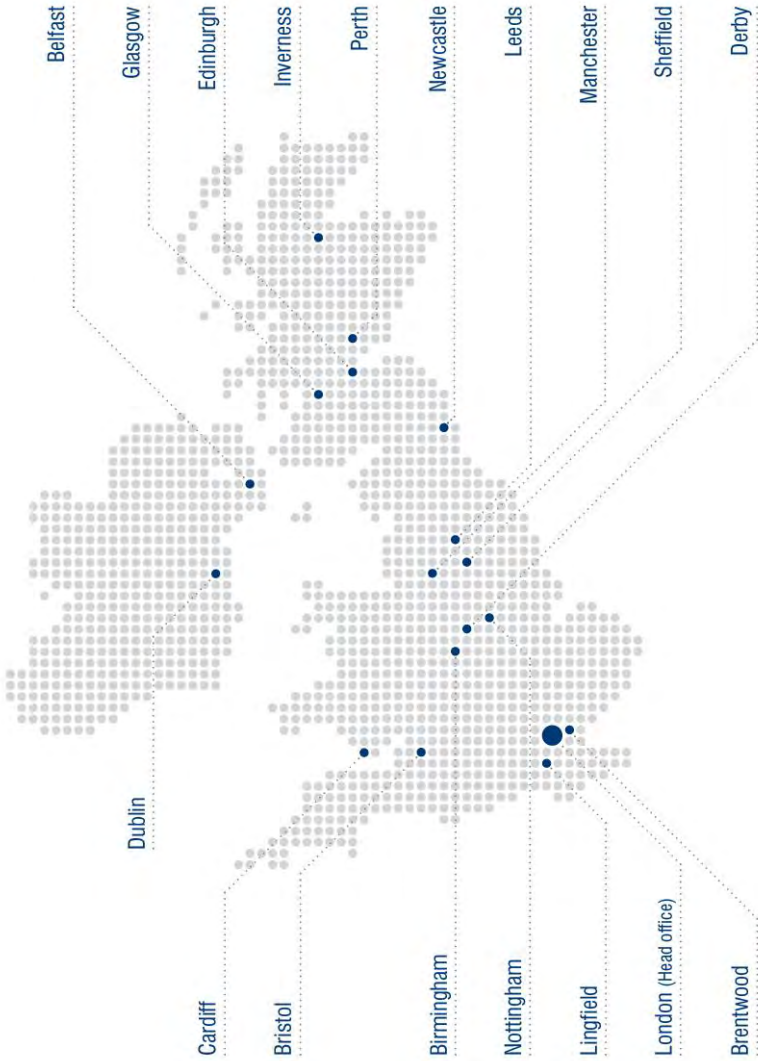 Belfast
Glasgow
Edinburgh
Inverness
Perth
Newcastle
Leeds
Manchester
Sheffield
Derby
Dublin
Cardiff
Bristol
Birmingham
Nottingham
Lingfield
London (Head office)
Brentwood